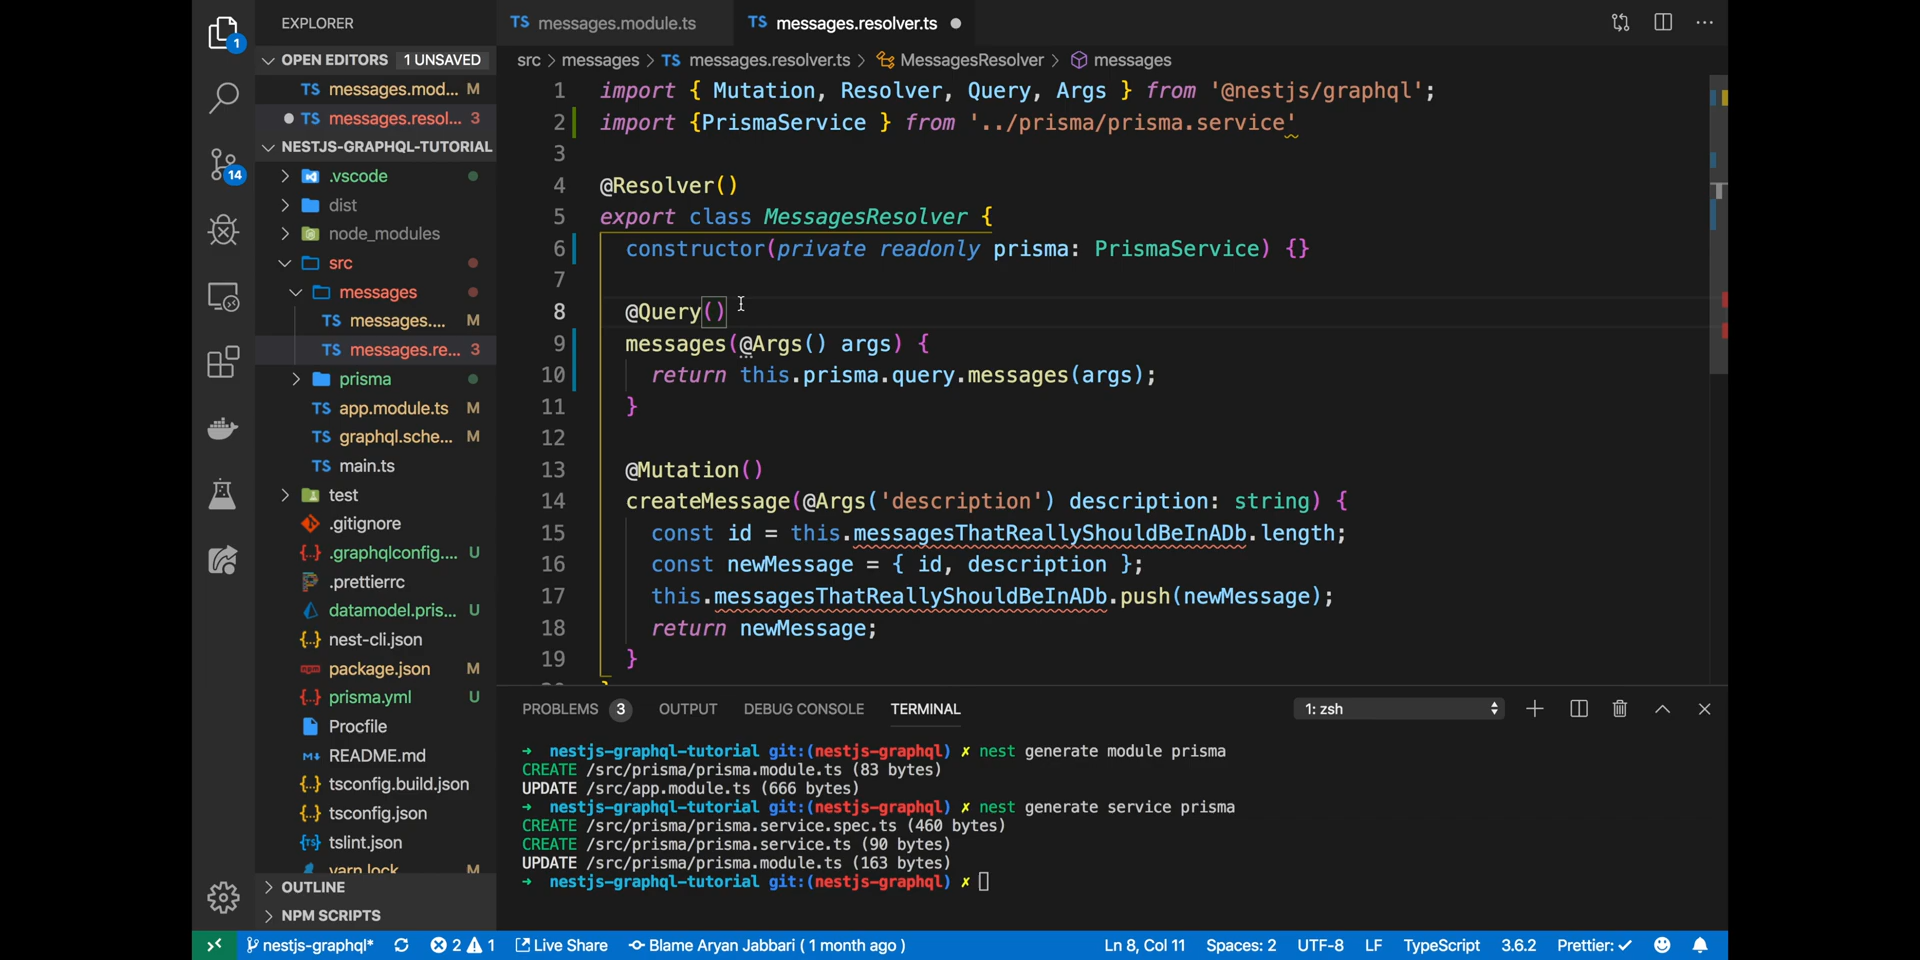 EXPLORER
TS messages.module.ts
TS messages.resolver.ts
1
OPEN EDITORS 1 UNSAVED
src > messages > TS messages.resolver.ts > MessagesResolver > messages
TS messages.mod... M
TS messages.resol... 3
NESTJS-GRAPHQL-TUTORIAL
14
.vscode
dist
node_modules
src
messages
TS messages.... M
TS messages.re... 3
prisma
TS app.module.ts M
TS graphql.sche... M
TS main.ts
test
.gitignore
{..} .graphqlconfig.... U
.prettierrc
datamodel.pris... U
{..} nest-cli.json
package.json M
{..} prisma.yml U
Procfile
README.md
{..} tsconfig.build.json
{..} tsconfig.json
{TS} tslint.json
yarn.lock M
OUTLINE
NPM SCRIPTS
1 import { Mutation, Resolver, Query, Args } from '@nestjs/graphql';
2 import {PrismaService } from '../prisma/prisma.service'
3
4 @Resolver()
5 export class MessagesResolver {
6 constructor(private readonly prisma: PrismaService) {}
7
8 @Query()
9 messages(@Args() args) {
10 return this.prisma.query.messages(args);
11 }
12
13 @Mutation()
14 createMessage(@Args('description') description: string) {
15 const id = this.messagesThatReallyShouldBeInADb.length;
16 const newMessage = { id, description };
17 this.messagesThatReallyShouldBeInADb.push(newMessage);
18 return newMessage;
19 }
PROBLEMS 3 OUTPUT DEBUG CONSOLE TERMINAL 1: zsh
➜ nestjs-graphql-tutorial git:(nestjs-graphql) ✗ nest generate module prisma
CREATE /src/prisma/prisma.module.ts (83 bytes)
UPDATE /src/app.module.ts (666 bytes)
➜ nestjs-graphql-tutorial git:(nestjs-graphql) ✗ nest generate service prisma
CREATE /src/prisma/prisma.service.spec.ts (460 bytes)
CREATE /src/prisma/prisma.service.ts (90 bytes)
UPDATE /src/prisma/prisma.module.ts (163 bytes)
➜ nestjs-graphql-tutorial git:(nestjs-graphql) ✗
nestjs-graphql* 2 1 Live Share Blame Aryan Jabbari ( 1 month ago ) Ln 8, Col 11 Spaces: 2 UTF-8 LF TypeScript 3.6.2 Prettier: ✓